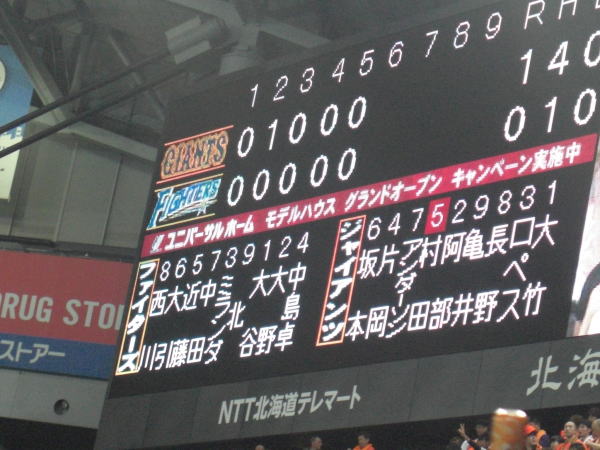 1 2 3 4 5 6 7 8 9 R H
GIANTS 0 1 0 0 0 1 4 0
FIGHTERS 0 0 0 0 0 0 1 0
ユニバーサルホーム モデルハウス グランドオープン キャンペーン実施中
ファイターズ
8 西川
6 大引
5 近藤
7 中田
3 ミランダ
9 北
1 大谷
2 大野
4 中島卓
ジャイアンツ
6 坂本
4 片岡
7 アンダーソン
5 村田
2 阿部
9 亀井
8 長野
3 ロペス
1 大竹
NTT北海道テレマート
北海
DRUG STO
ストアー